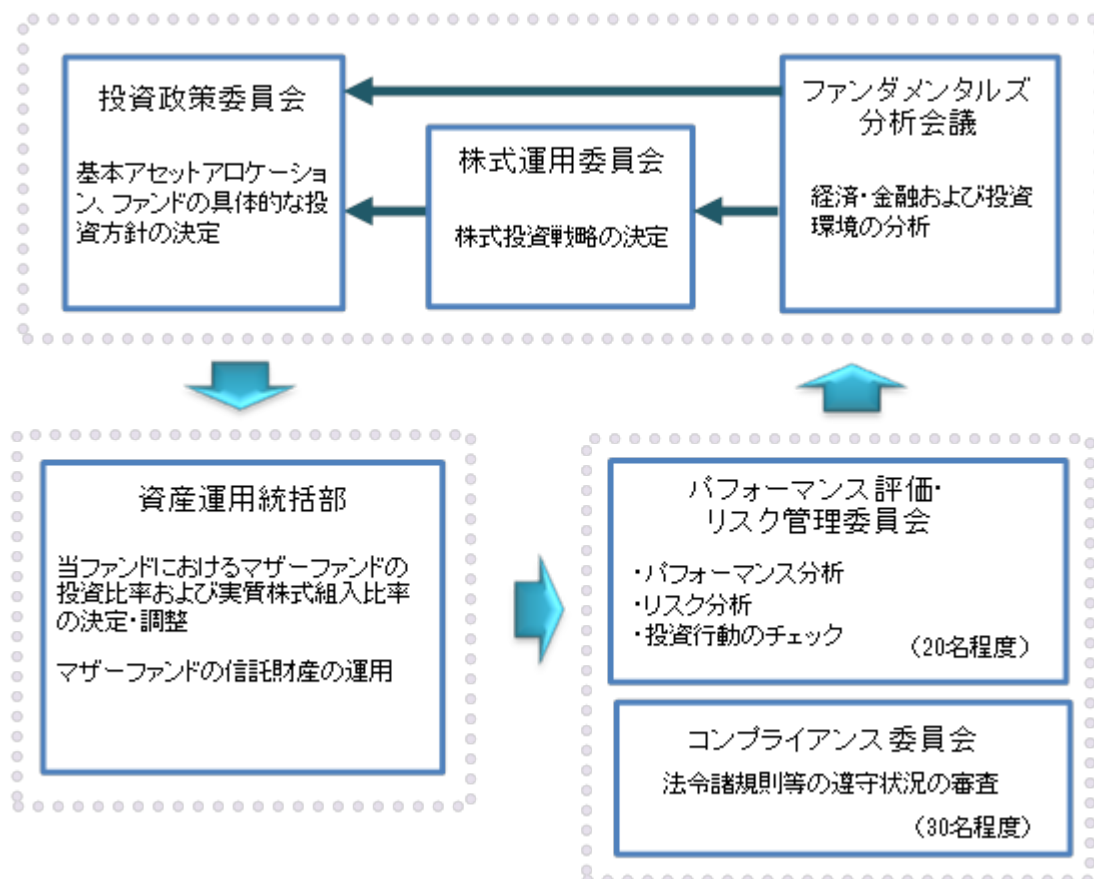 投資政策委員会
基本アセットアロケーショ
ン、ファンドの具体的な投
資方針の決定
株式運用委員会
株式投資戦略の決定
ファンダメンタルズ
分析会議
経済・金融および投資
環境の分析
資産運用統括部
当ファンドにおけるマザーファンドの
投資比率および実質株式組入比率
の決定・調整
マザーファンドの信託財産の運用
パフォーマンス評価・
リスク管理委員会
・パフォーマンス分析
・リスク分析
・投資行動のチェック
（20名程度）
コンプライアンス委員会
法令諸規則等の遵守状況の審査
（30名程度）